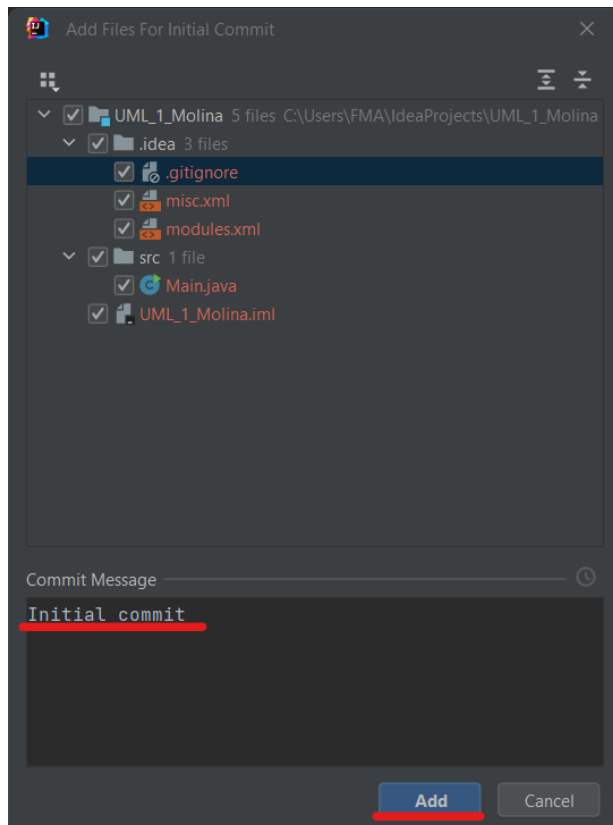 Add Files For Initial Commit
UML_1_Molina 5 files C:\Users\FMA\IdeaProjects\UML_1_Molina
.idea 3 files
.gitignore
misc.xml
modules.xml
src 1 file
Main.java
UML_1_Molina.iml
Commit Message
Initial commit
Add Cancel